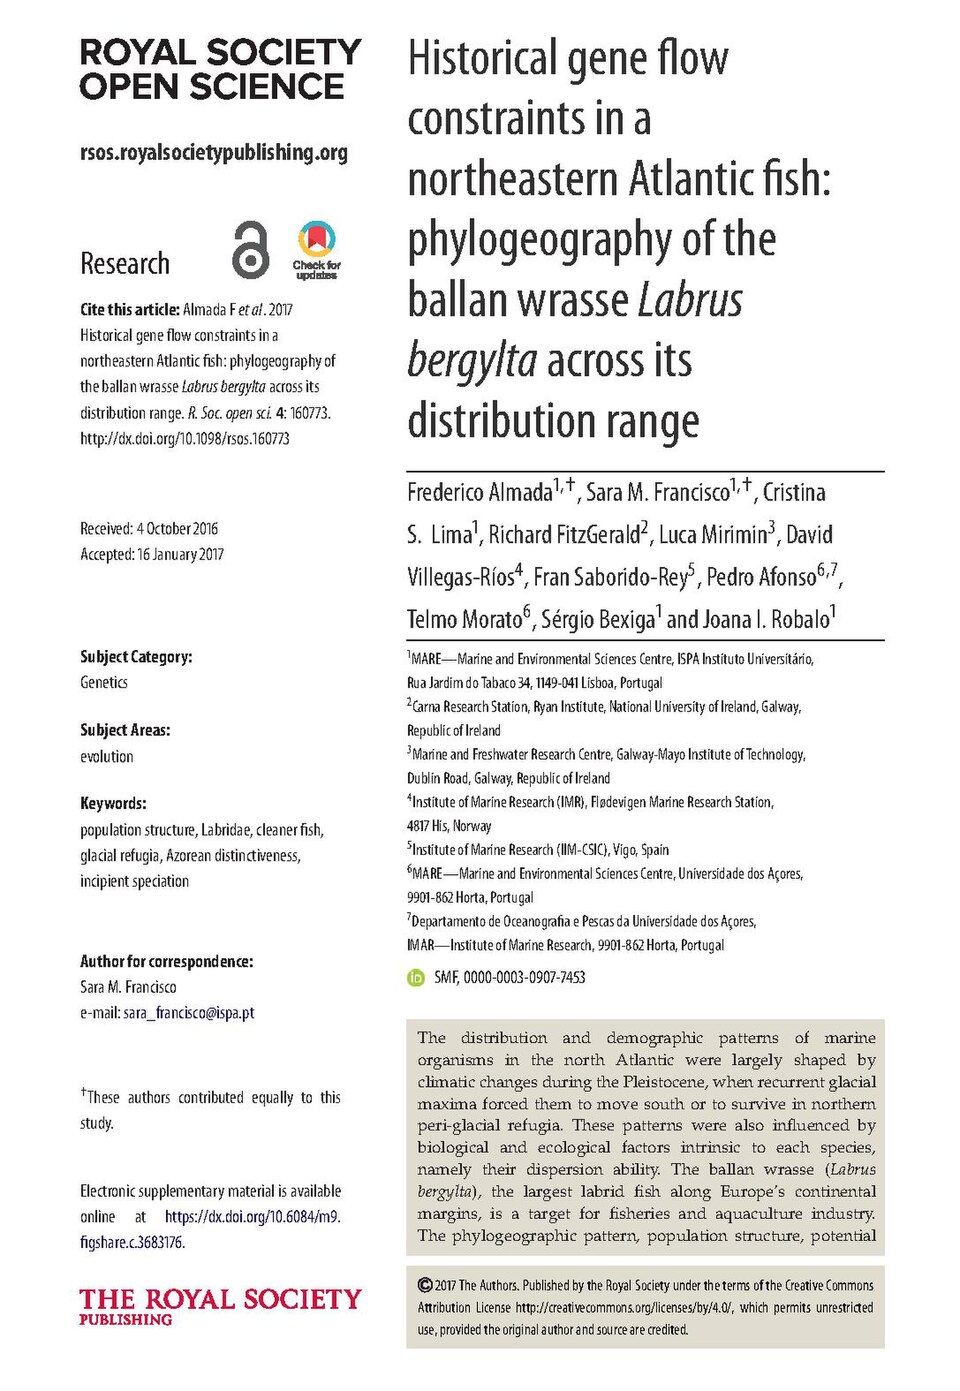 ROYAL SOCIETY
OPEN SCIENCE
rsos.royalsocietypublishing.org
Research
Check for
updates
Cite this article: Almada F et al. 2017
Historical gene flow constraints in a
northeastern Atlantic fish: phylogeography of
the ballan wrasse Labrus bergylta across its
distribution range. R. Soc. open sci. 4: 160773.
http://dx.doi.org/10.1098/rsos.160773
Received: 4 October 2016
Accepted: 16 January 2017
Subject Category:
Genetics
Subject Areas:
evolution
Keywords:
population structure, Labridae, cleaner fish,
glacial refugia, Azorean distinctiveness,
incipient speciation
Author for correspondence:
Sara M. Francisco
e-mail: sara_francisco@ispa.pt
†These authors contributed equally to this
study.
Electronic supplementary material is available
online at https://dx.doi.org/10.6084/m9.
figshare.c.3683176.
THE ROYAL SOCIETY
PUBLISHING
Historical gene flow
constraints in a
northeastern Atlantic fish:
phylogeography of the
ballan wrasse Labrus
bergylta across its
distribution range
Frederico Almada1,†, Sara M. Francisco1,†, Cristina
S. Lima1, Richard FitzGerald2, Luca Mirimin3, David
Villegas-Ríos4, Fran Saborido-Rey5, Pedro Afonso6,7,
Telmo Morato6, Sérgio Bexiga1 and Joana I. Robalo1
1MARE—Marine and Environmental Sciences Centre, ISPA Instituto Universitário,
Rua Jardim do Tabaco 34, 1149-041 Lisboa, Portugal
2Carna Research Station, Ryan Institute, National University of Ireland, Galway,
Republic of Ireland
3Marine and Freshwater Research Centre, Galway-Mayo Institute of Technology,
Dublin Road, Galway, Republic of Ireland
4Institute of Marine Research (IMR), Flødevigen Marine Research Station,
4817 His, Norway
5Institute of Marine Research (IIM-CSIC), Vigo, Spain
6MARE—Marine and Environmental Sciences Centre, Universidade dos Açores,
9901-862 Horta, Portugal
7Departamento de Oceanografia e Pescas da Universidade dos Açores,
IMAR—Institute of Marine Research, 9901-862 Horta, Portugal
iD SMF, 0000-0003-0907-7453
The distribution and demographic patterns of marine
organisms in the north Atlantic were largely shaped by
climatic changes during the Pleistocene, when recurrent glacial
maxima forced them to move south or to survive in northern
peri-glacial refugia. These patterns were also influenced by
biological and ecological factors intrinsic to each species,
namely their dispersion ability. The ballan wrasse (Labrus
bergylta), the largest labrid fish along Europe's continental
margins, is a target for fisheries and aquaculture industry.
The phylogeographic pattern, population structure, potential
© 2017 The Authors. Published by the Royal Society under the terms of the Creative Commons
Attribution License http://creativecommons.org/licenses/by/4.0/, which permits unrestricted
use, provided the original author and source are credited.